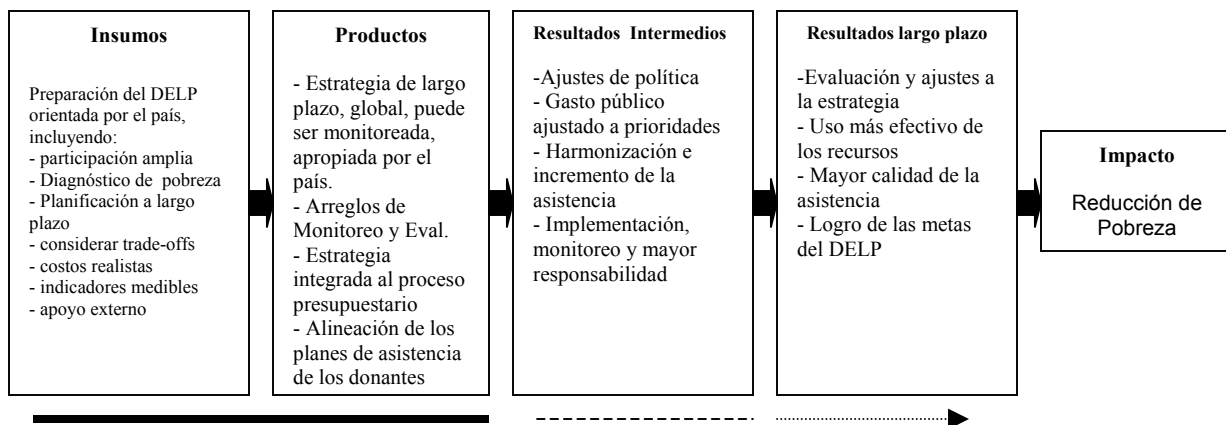 Insumos
Preparación del DELP
orientada por el país,
incluyendo:
- participación amplia
- Diagnóstico de pobreza
- Planificación a largo
plazo
- considerar trade-offs
- costos realistas
- indicadores medibles
- apoyo externo
Productos
- Estrategia de largo
plazo, global, puede
ser monitoreada,
apropiada por el
país.
- Arreglos de
Monitoreo y Eval.
- Estrategia
integrada al proceso
presupuestario
- Alineación de los
planes de asistencia
de los donantes
Resultados Intermedios
-Ajustes de política
- Gasto público
ajustado a prioridades
- Harmonización e
incremento de la
asistencia
- Implementación,
monitoreo y mayor
responsabilidad
Resultados largo plazo
-Evaluación y ajustes a
la estrategia
- Uso más efectivo de
los recursos
- Mayor calidad de la
asistencia
- Logro de las metas
del DELP
Impacto
Reducción de
Pobreza